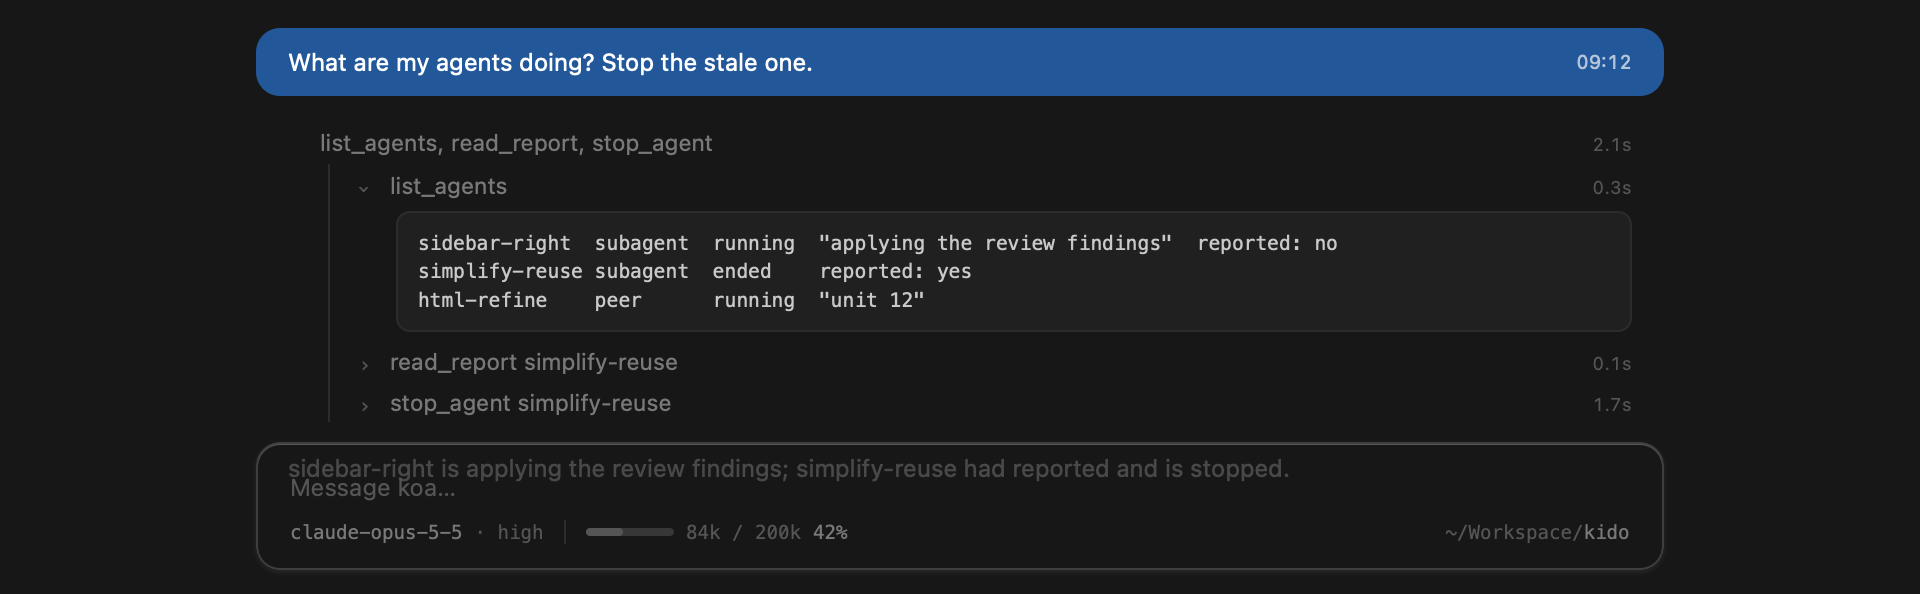 What are my agents doing? Stop the stale one. 09:12
list_agents, read_report, stop_agent 2.1s
⌄ list_agents 0.3s
sidebar-right  subagent  running  "applying the review findings"  reported: no
simplify-reuse subagent  ended    reported: yes
html-refine    peer      running  "unit 12"
› read_report simplify-reuse 0.1s
› stop_agent simplify-reuse 1.7s
sidebar-right is applying the review findings; simplify-reuse had reported and is stopped.
Message koa...
claude-opus-5-5 · high 84k / 200k 42% ~/Workspace/kido